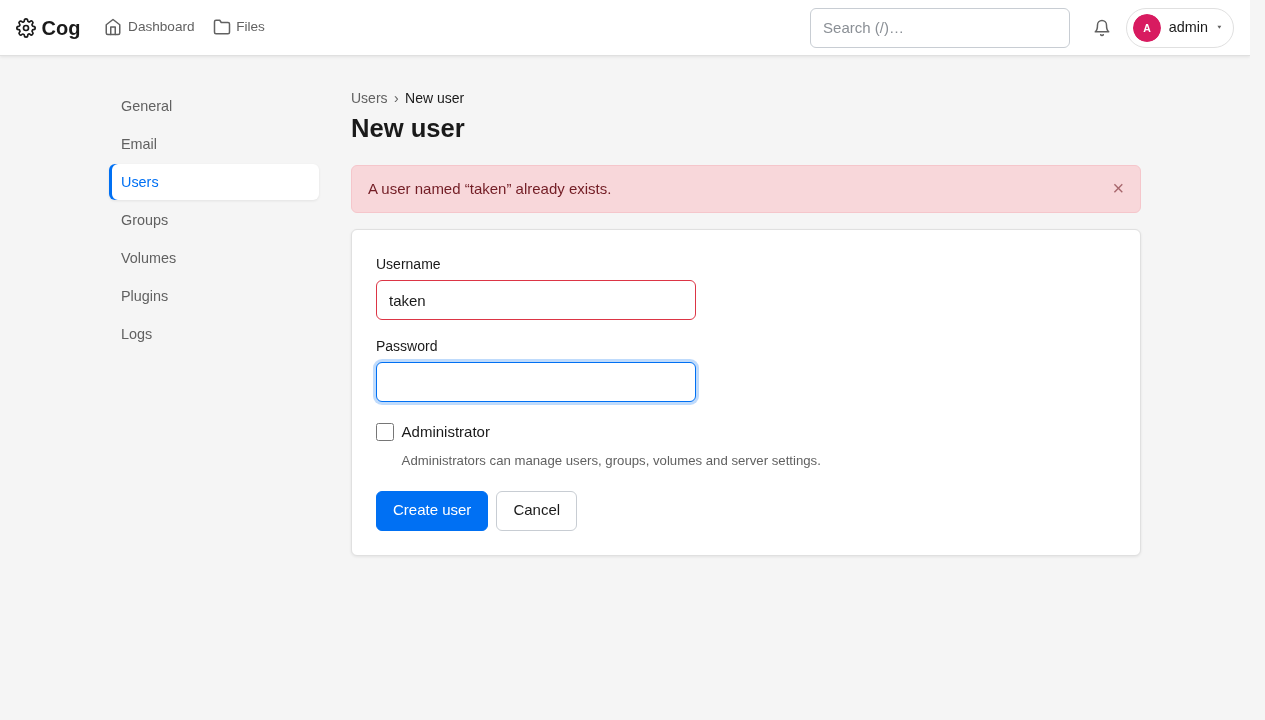 Cog
Dashboard
Files
Search (/)…
A
admin
General
Email
Users
Groups
Volumes
Plugins
Logs
Users › New user
New user
A user named “taken” already exists.
Username
taken
Password
Administrator
Administrators can manage users, groups, volumes and server settings.
Create user
Cancel